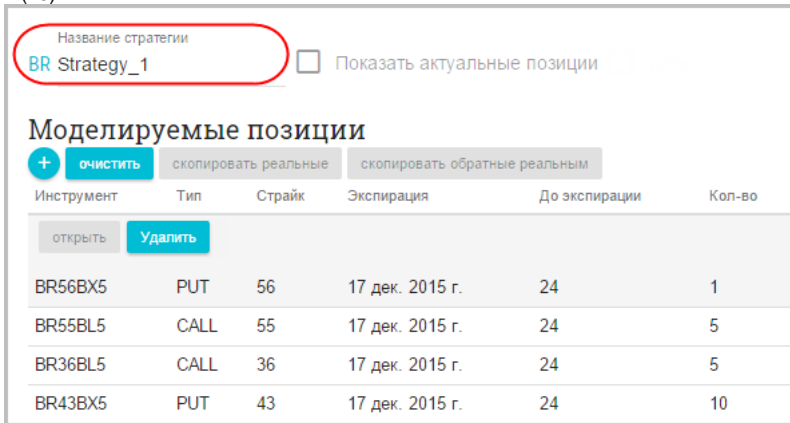 Название стратегии
BR Strategy_1
Показать актуальные позиции
Моделируемые позиции
+ очистить скопировать реальные скопировать обратные реальным
Инструмент Тип Страйк Экспирация До экспирации Кол-во
открыть Удалить
BR56BX5 PUT 56 17 дек. 2015 г. 24 1
BR55BL5 CALL 55 17 дек. 2015 г. 24 5
BR36BL5 CALL 36 17 дек. 2015 г. 24 5
BR43BX5 PUT 43 17 дек. 2015 г. 24 10